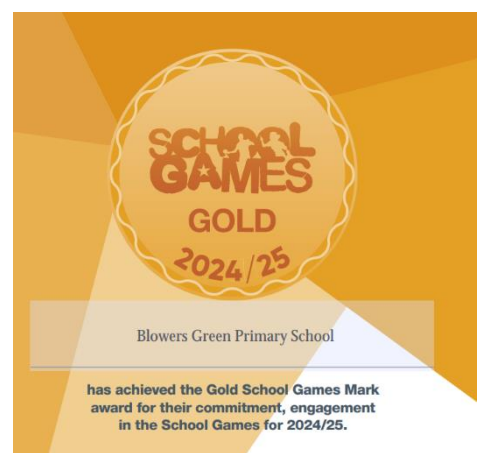 SCHOOL
GAMES
GOLD
2024/25
Blowers Green Primary School
has achieved the Gold School Games Mark
award for their commitment, engagement
in the School Games for 2024/25.